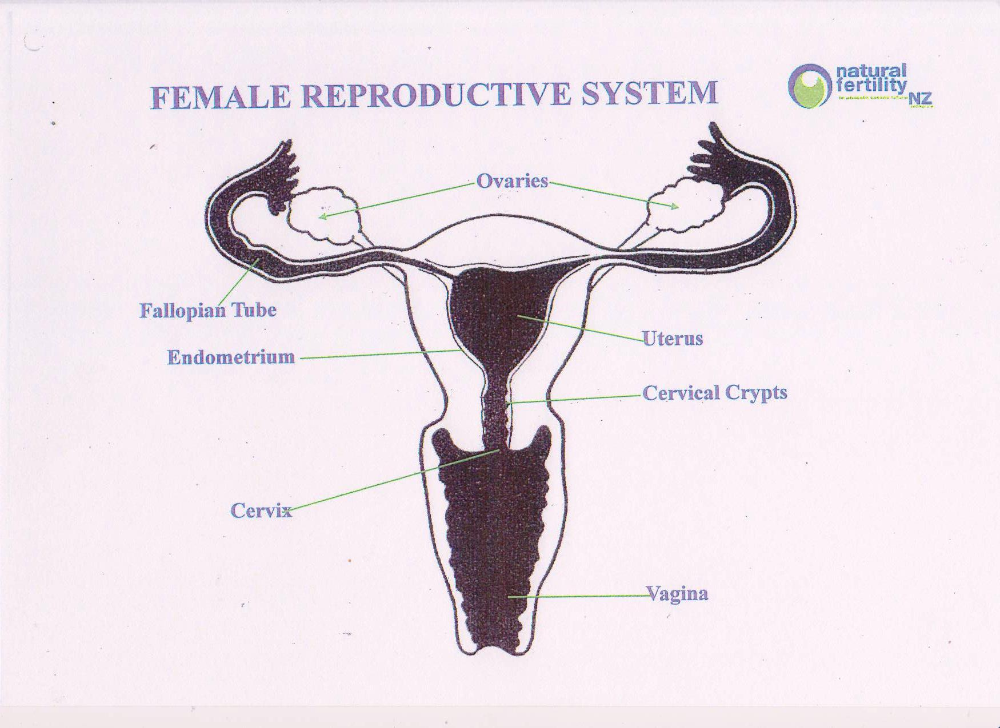 natural
fertility
NZ
FEMALE REPRODUCTIVE SYSTEM
Ovaries
Fallopian Tube
Uterus
Endometrium
Cervical Crypts
Cervix
Vagina